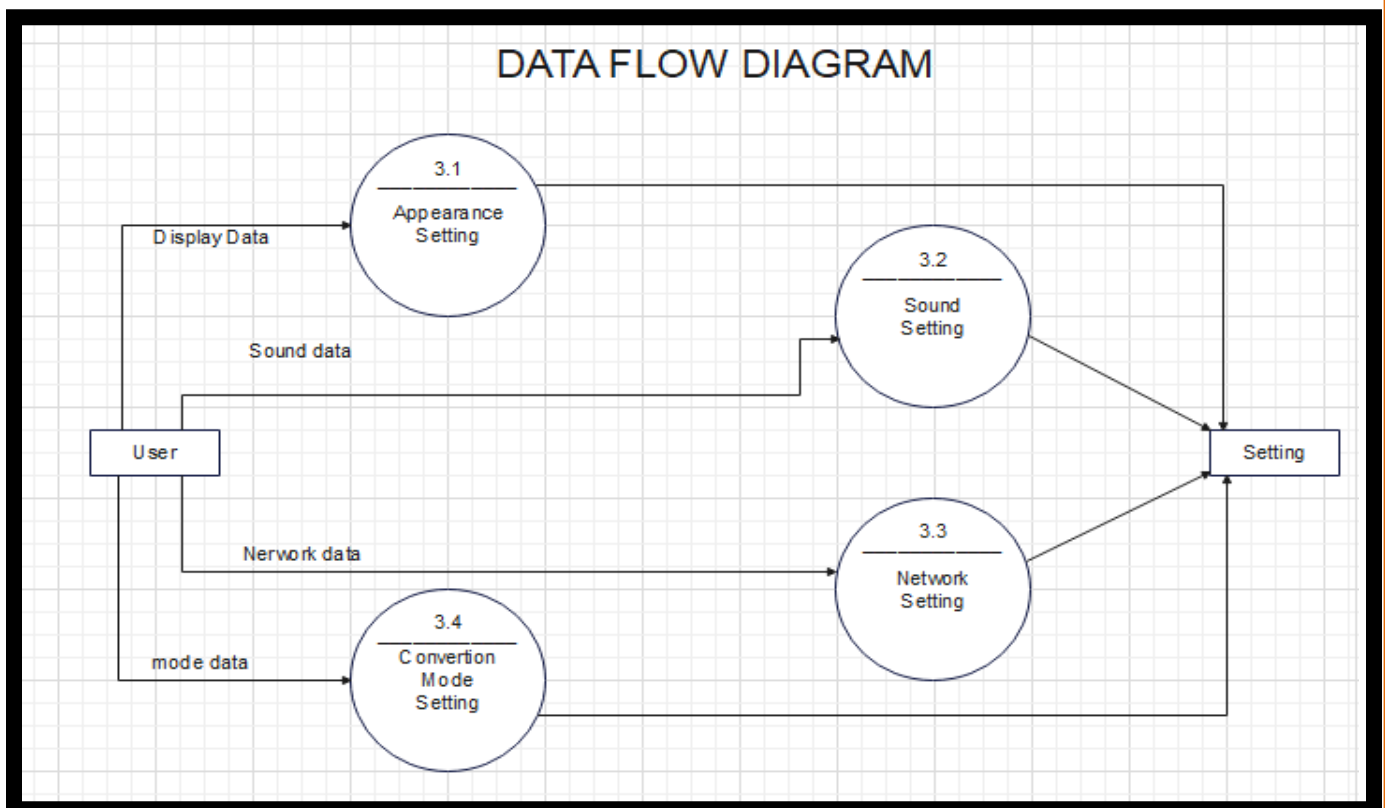 DATA FLOW DIAGRAM
3.1
Appearance
Setting
Display Data
3.2
Sound
Setting
Sound data
User
Setting
3.3
Network
Setting
Nerwork data
3.4
Convertion
Mode
Setting
mode data